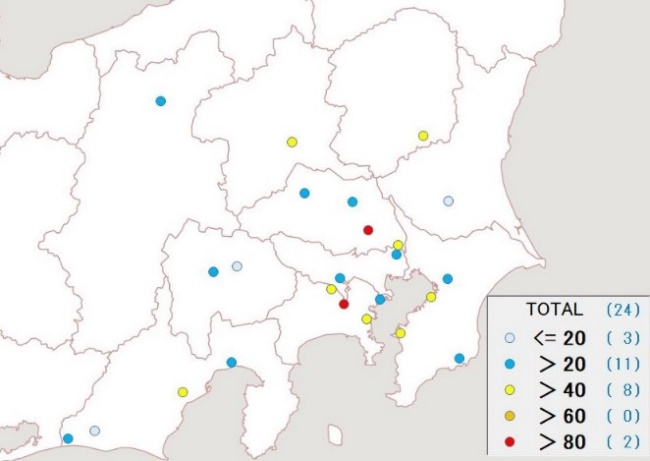 TOTAL (24)
<= 20 ( 3)
> 20 (11)
> 40 ( 8)
> 60 ( 0)
> 80 ( 2)